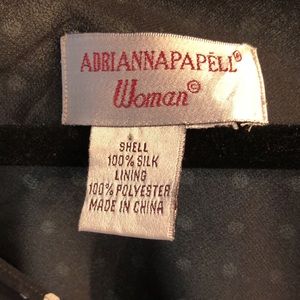 ADRIANNAPAPELL®
Woman©
SHELL
100% SILK
LINING
100% POLYESTER
MADE IN CHINA